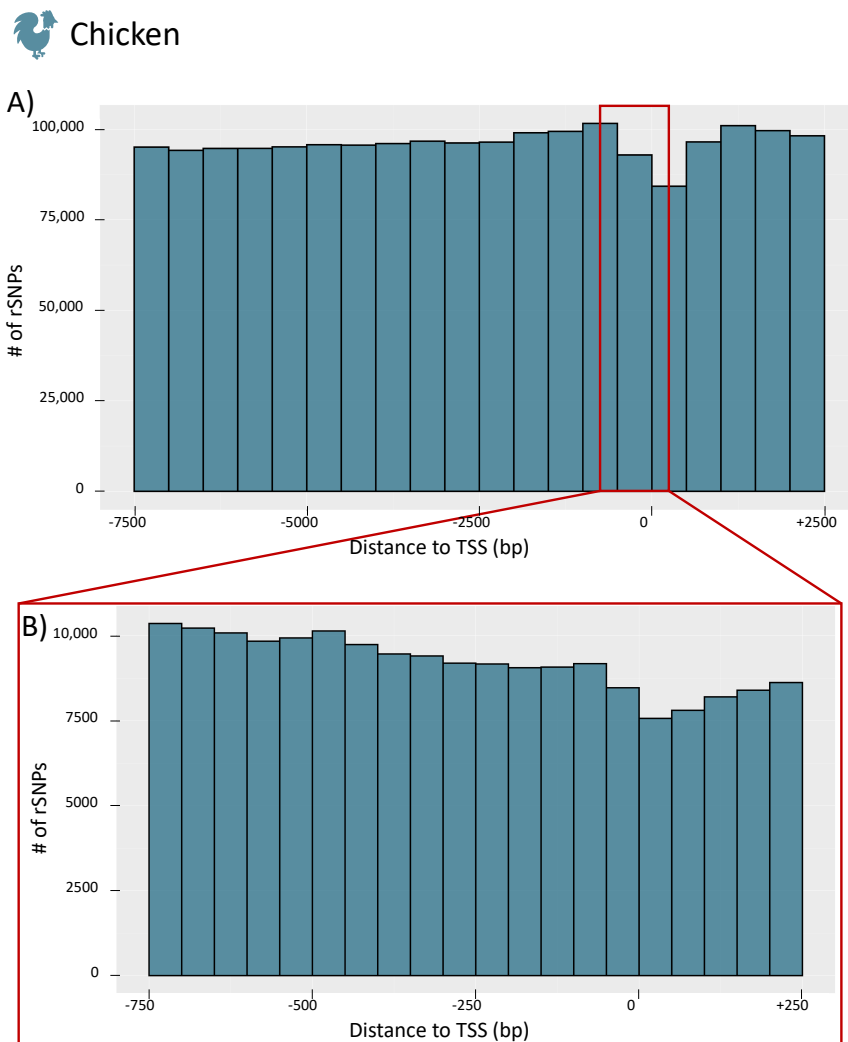 Chicken
A)
100,000
75,000
50,000
25,000
0
# of rSNPs
-7500 -5000 -2500 0 +2500
Distance to TSS (bp)
B)
10,000
7500
5000
2500
0
# of rSNPs
-750 -500 -250 0 +250
Distance to TSS (bp)